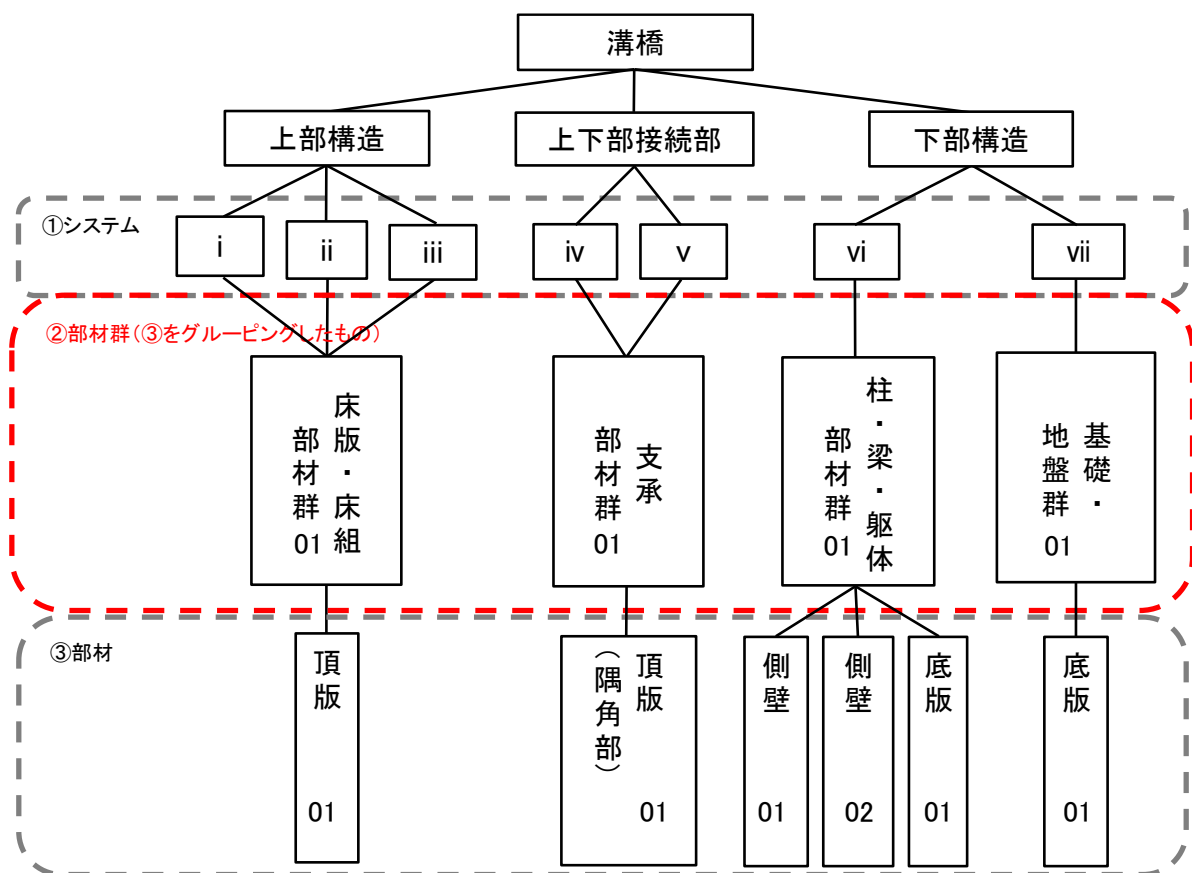 溝橋
上部構造
上下部接続部
下部構造
①システム
i
ii
iii
iv
v
vi
vii
②部材群(③をグルーピングしたもの)
床版・床組
部材群01
支承
部材群01
柱・梁・躯体
部材群01
基礎・
地盤群01
③部材
頂版 01
頂版 01
(隅角部)
側壁 01
側壁 02
底版 01
底版 01